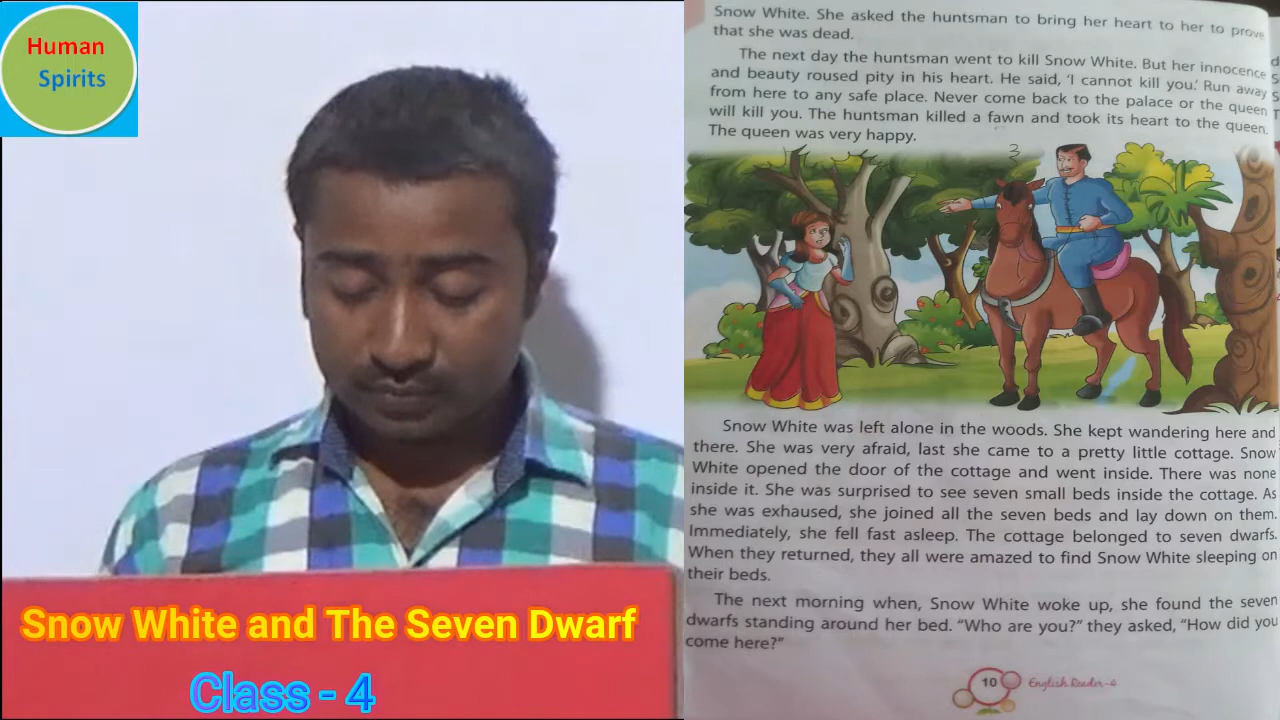 Human
Spirits
Snow White and The Seven Dwarf
Class - 4
Snow White. She asked the huntsman to bring her heart to her to prove
that she was dead.
The next day the huntsman went to kill Snow White. But her innocence
and beauty roused pity in his heart. He said, 'I cannot kill you.' Run away
from here to any safe place. Never come back to the palace or the queen
will kill you. The huntsman killed a fawn and took its heart to the queen.
The queen was very happy.
3
Snow White was left alone in the woods. She kept wandering here and
there. She was very afraid, last she came to a pretty little cottage. Snow
White opened the door of the cottage and went inside. There was none
inside it. She was surprised to see seven small beds inside the cottage. As
she was exhaused, she joined all the seven beds and lay down on them.
Immediately, she fell fast asleep. The cottage belonged to seven dwarfs.
When they returned, they all were amazed to find Snow White sleeping on
their beds.
The next morning when, Snow White woke up, she found the seven
dwarfs standing around her bed. "Who are you?" they asked, "How did you
come here?"
10 English Reader-4